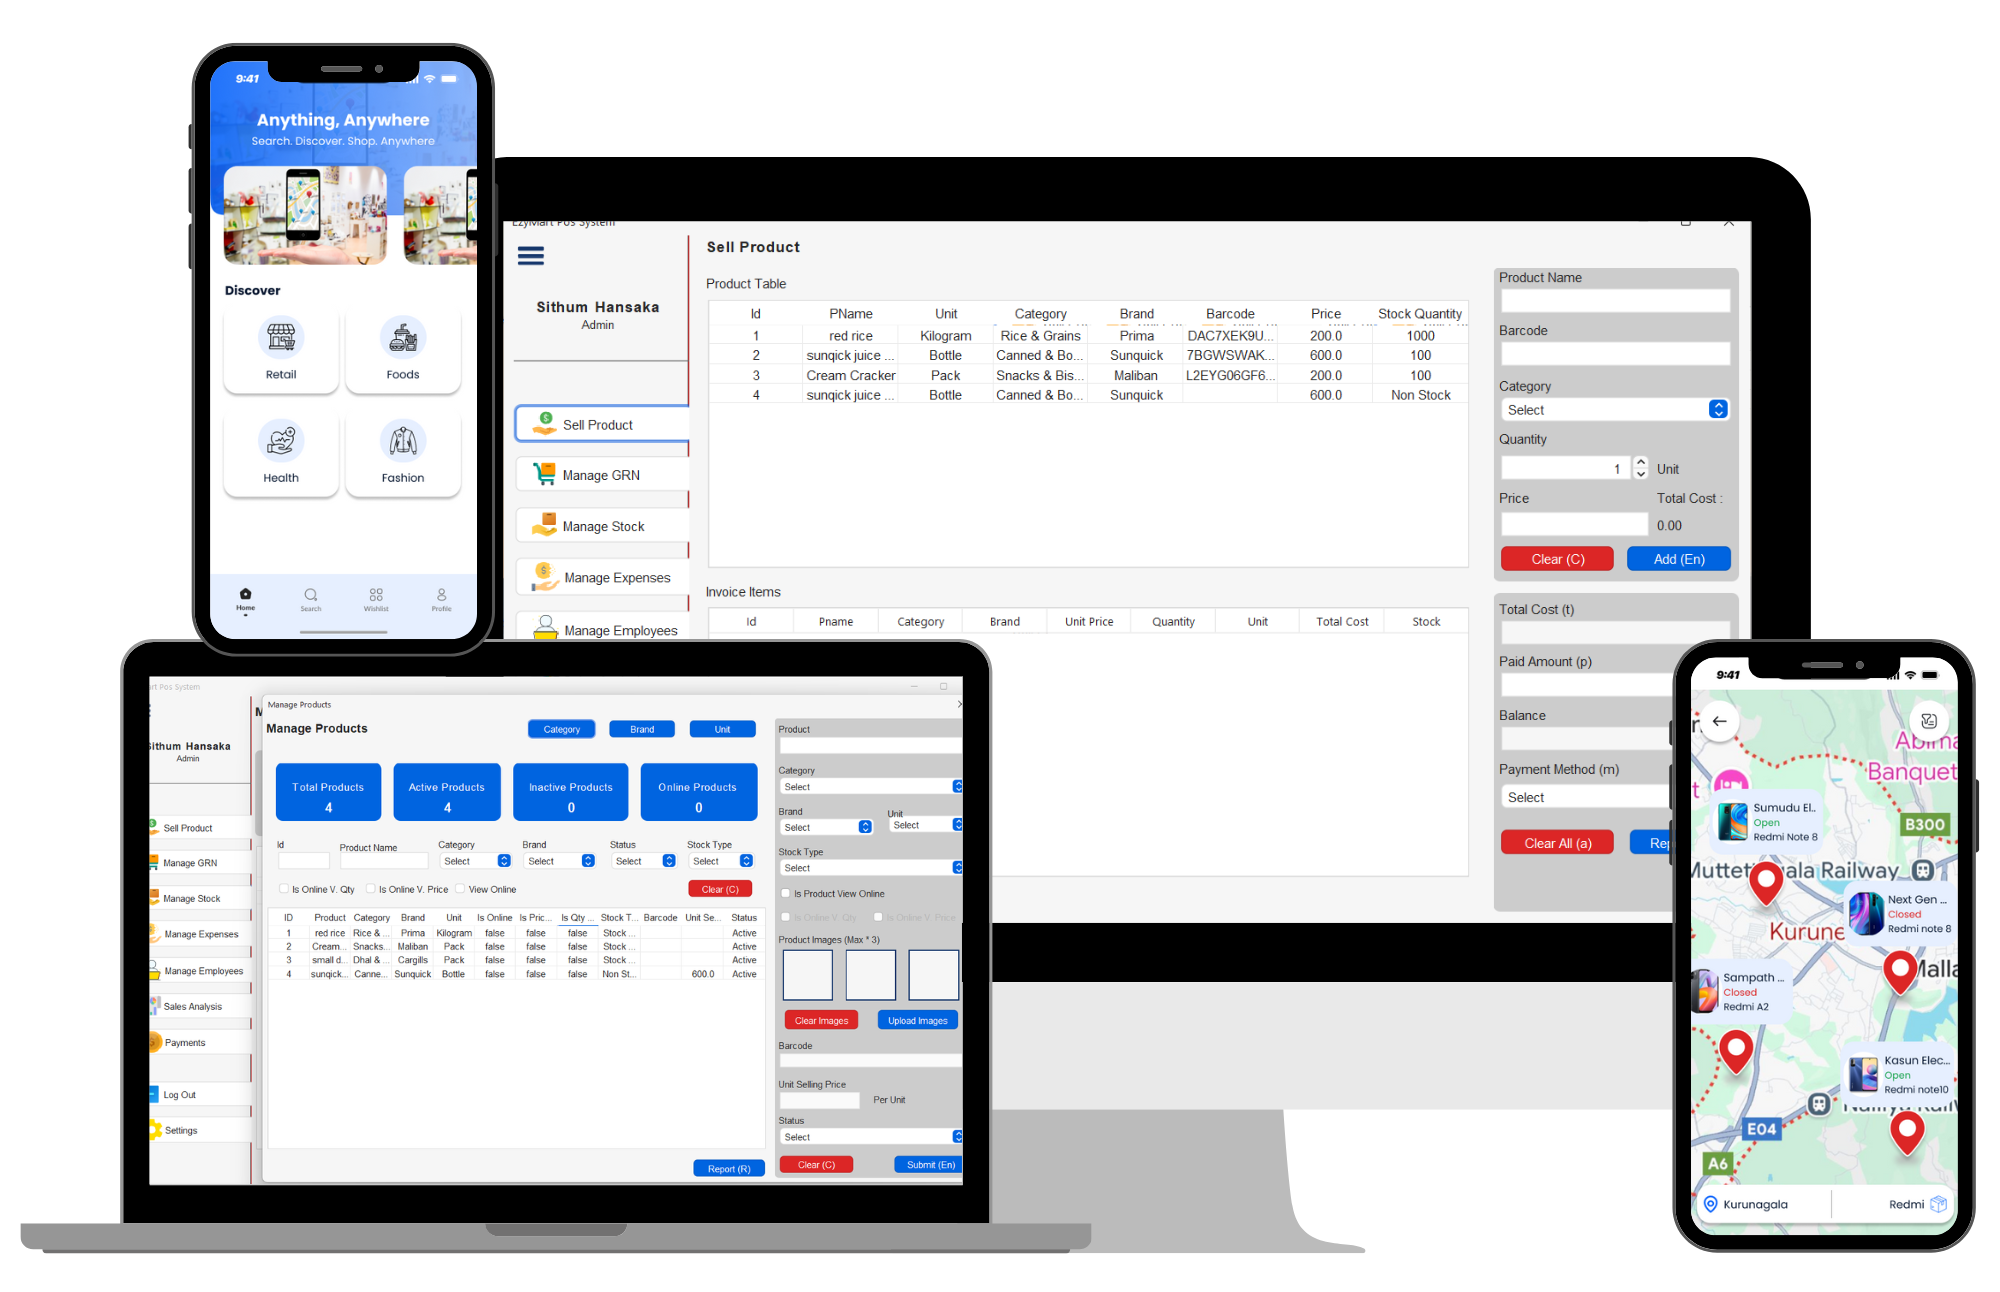 9:41
Anything, Anywhere
Search. Discover. Shop. Anywhere
Discover
Retail
Foods
Health
Fashion
Home
Search
Wishlist
Profile
EzyMart Pos System
Sithum Hansaka
Admin
Sell Product
Manage GRN
Manage Stock
Manage Expenses
Manage Employees
Sell Product
Product Table
Id PName Unit Category Brand Barcode Price Stock Quantity
1 red rice Kilogram Rice & Grains Prima DAC7XEK9U... 200.0 1000
2 sunqick juice ... Bottle Canned & Bo... Sunquick 7BGWSWAK... 600.0 100
3 Cream Cracker Pack Snacks & Bis... Maliban L2EYG06GF6... 200.0 100
4 sunqick juice ... Bottle Canned & Bo... Sunquick 600.0 Non Stock
Invoice Items
Id Pname Category Brand Unit Price Quantity Unit Total Cost Stock
Product Name
Barcode
Category
Select
Quantity
1 Unit
Price Total Cost :
0.00
Clear (C) Add (En)
Total Cost (t)
Paid Amount (p)
Balance
Payment Method (m)
Select
Clear All (a) Rep
art Pos System
Sithum Hansaka
Admin
Sell Product
Manage GRN
Manage Stock
Manage Expenses
Manage Employees
Sales Analysis
Payments
Log Out
Settings
M
Manage Products
Manage Products
Category Brand Unit
Total Products Active Products Inactive Products Online Products
4 4 0 0
Id Product Name Category Brand Status Stock Type
Select Select Select Select
Is Online V. Qty Is Online V. Price View Online Clear (C)
ID Product Category Brand Unit Is Online Is Pric... Is Qty ... Stock T... Barcode Unit Se... Status
1 red rice Rice & ... Prima Kilogram false false false Stock ... Active
2 Cream... Snacks... Maliban Pack false false false Stock ... Active
3 small d... Dhal & ... Cargills Pack false false false Stock ... Active
4 sunqick... Canne... Sunquick Bottle false false false Non St... 600.0 Active
Report (R)
Product
Category
Select
Brand Unit
Select Select
Stock Type
Select
Is Product View Online
Is Online V. Qty Is Online V. Price
Product Images (Max * 3)
Clear Images Upload Images
Barcode
Unit Selling Price
Per Unit
Status
Select
Clear (C) Submit (En)
9:41
Banquet
Sumudu El..
Open
Redmi Note 8
B300
Railway
Next Gen ...
Closed
Redmi note 8
Kurune
Malla
Sampath ...
Closed
Redmi A2
Kasun Elec...
Open
Redmi note10
E04
A6
Kurunagala Redmi